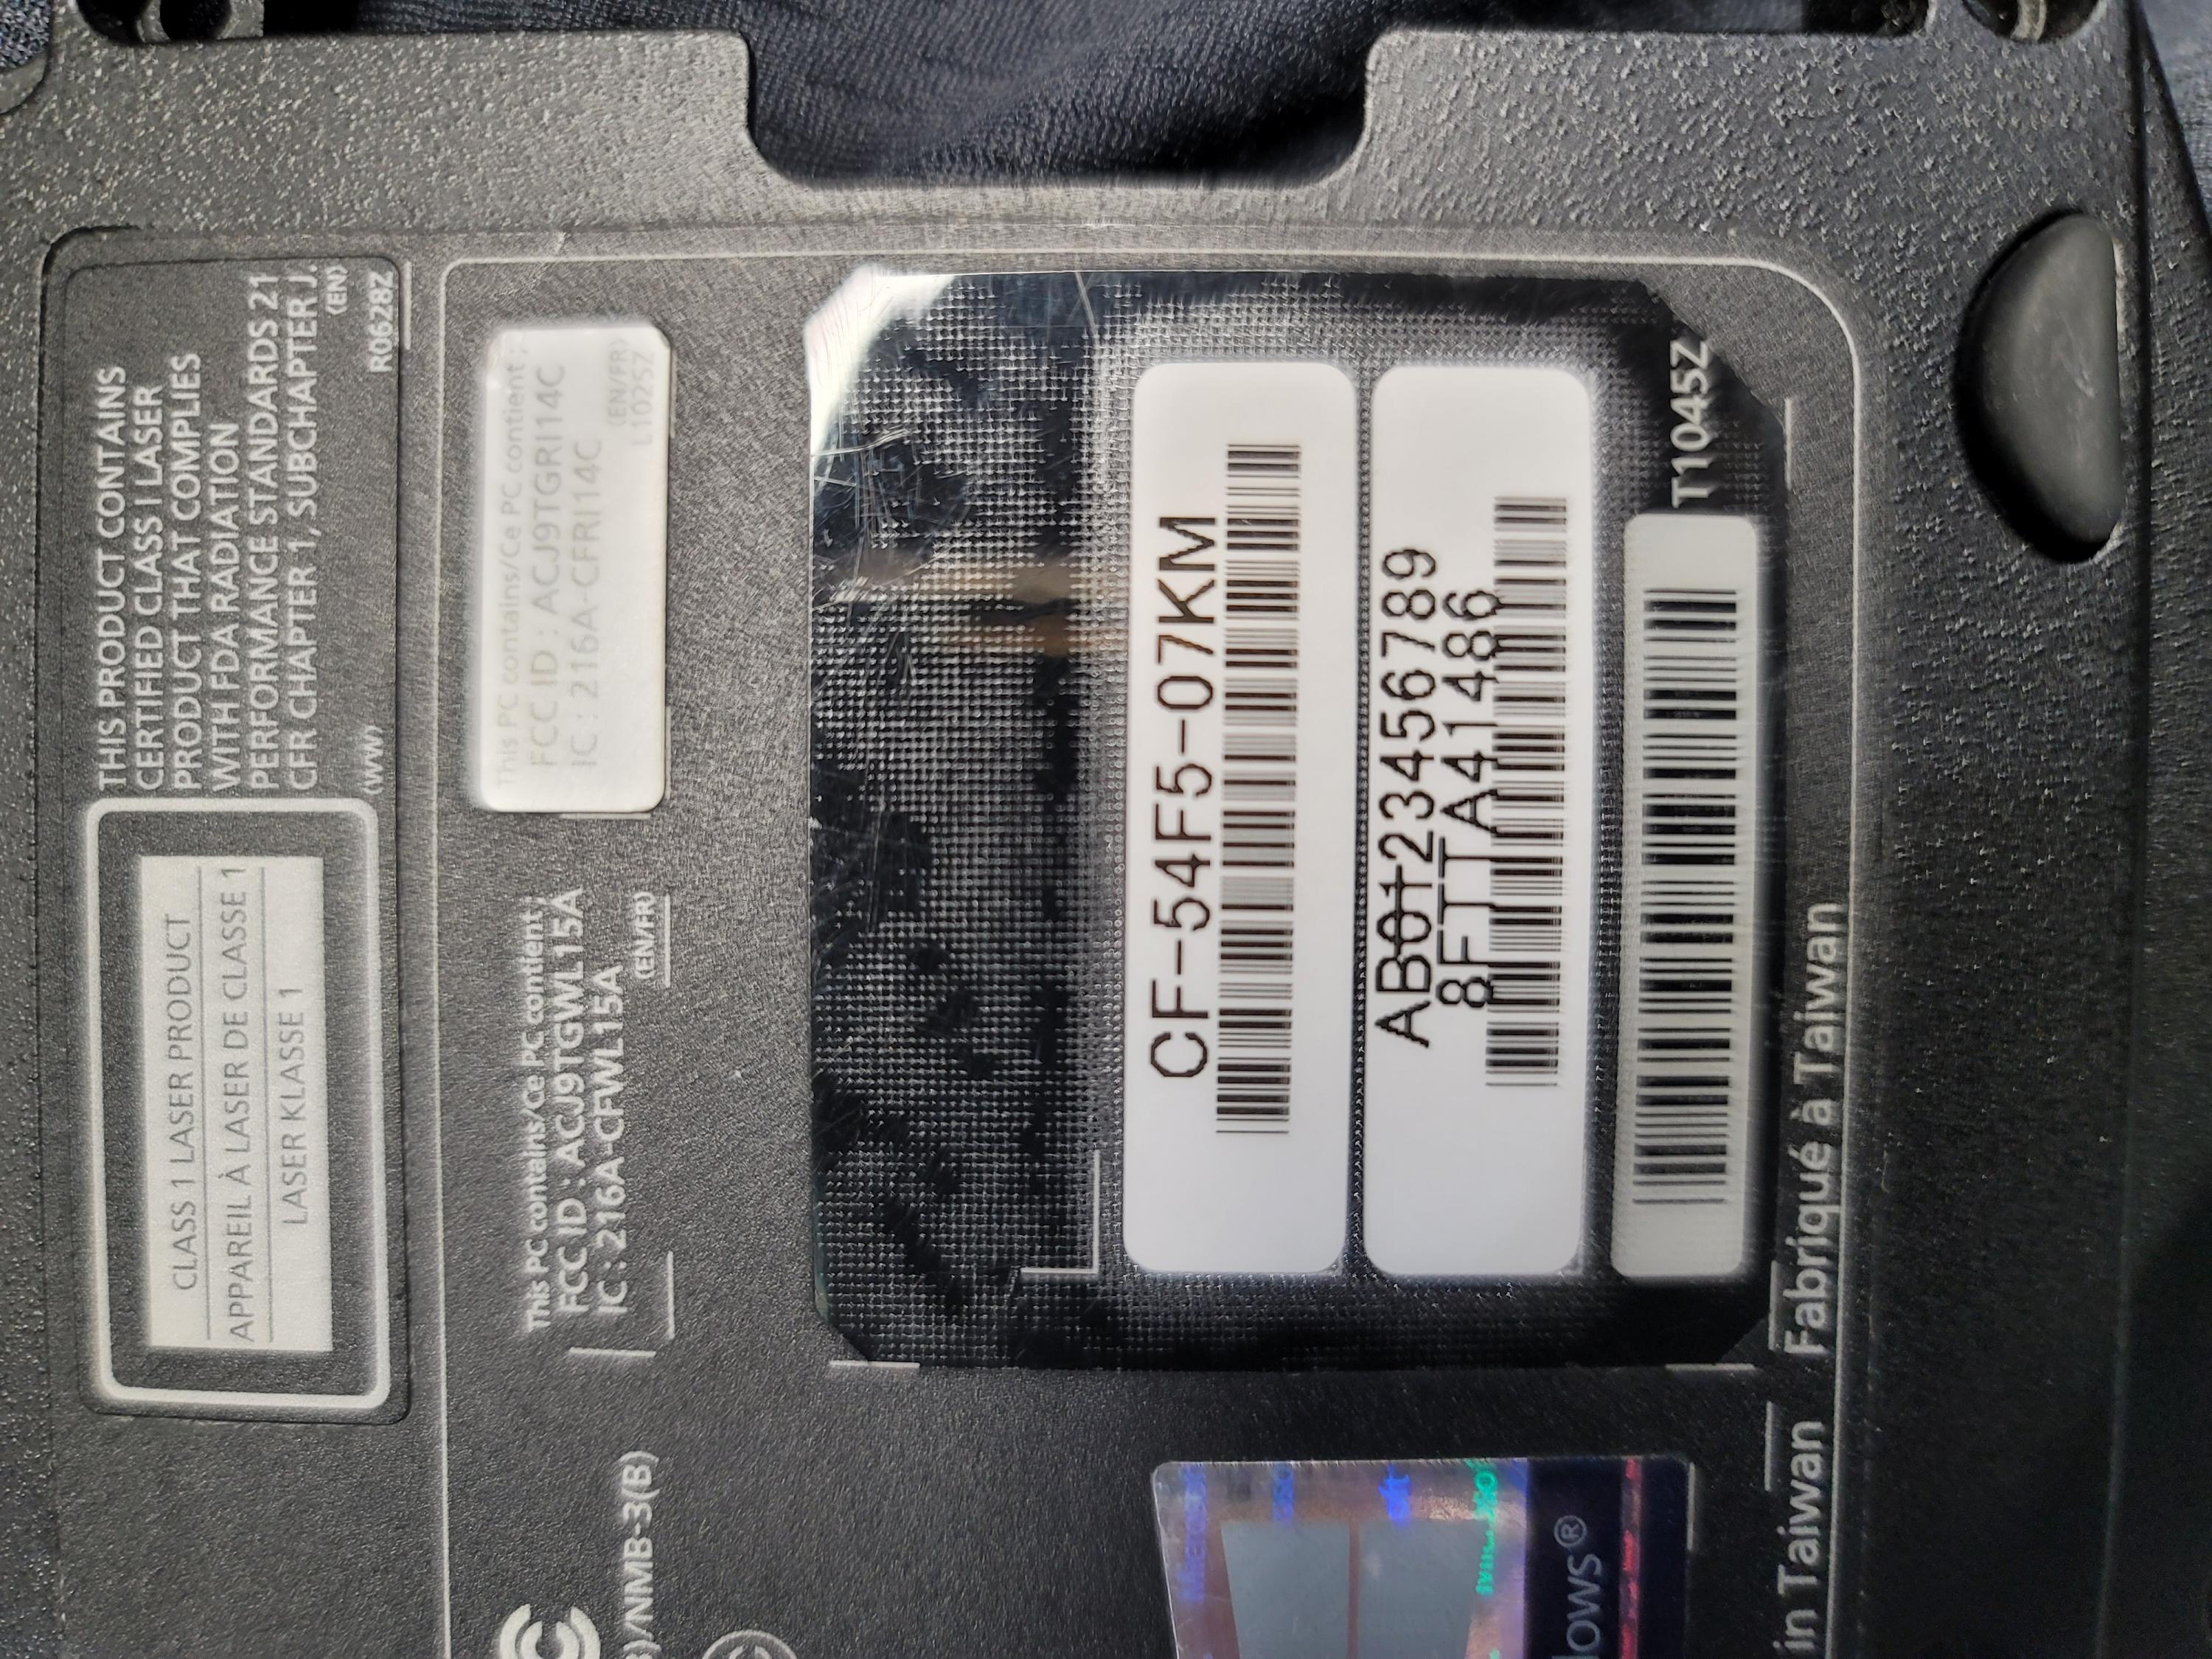 THIS PRODUCT CONTAINS
CERTIFIED CLASS I LASER
PRODUCT THAT COMPLIES
WITH FDA RADIATION
PERFORMANCE STANDARDS 21
CFR CHAPTER 1, SUBCHAPTER J.
(WW)
(EN)
R0628Z
CLASS 1 LASER PRODUCT
APPAREIL À LASER DE CLASSE 1
LASER KLASSE 1
This PC contains/Ce PC contient:
FCC ID : ACJ9TGRI14C
IC : 216A-CFRI14C
(EN/FR)
L1025Z
This PC contains/Ce PC contient:
FCC ID : ACJ9TGWL15A
IC : 216A-CFWL15A
(EN/FR)
)/NMB-3(B)
CF-54F5-07KM
AB0123456789
8FTTA41486
T1045Z
in Taiwan
Fabriqué à Taiwan
dows®